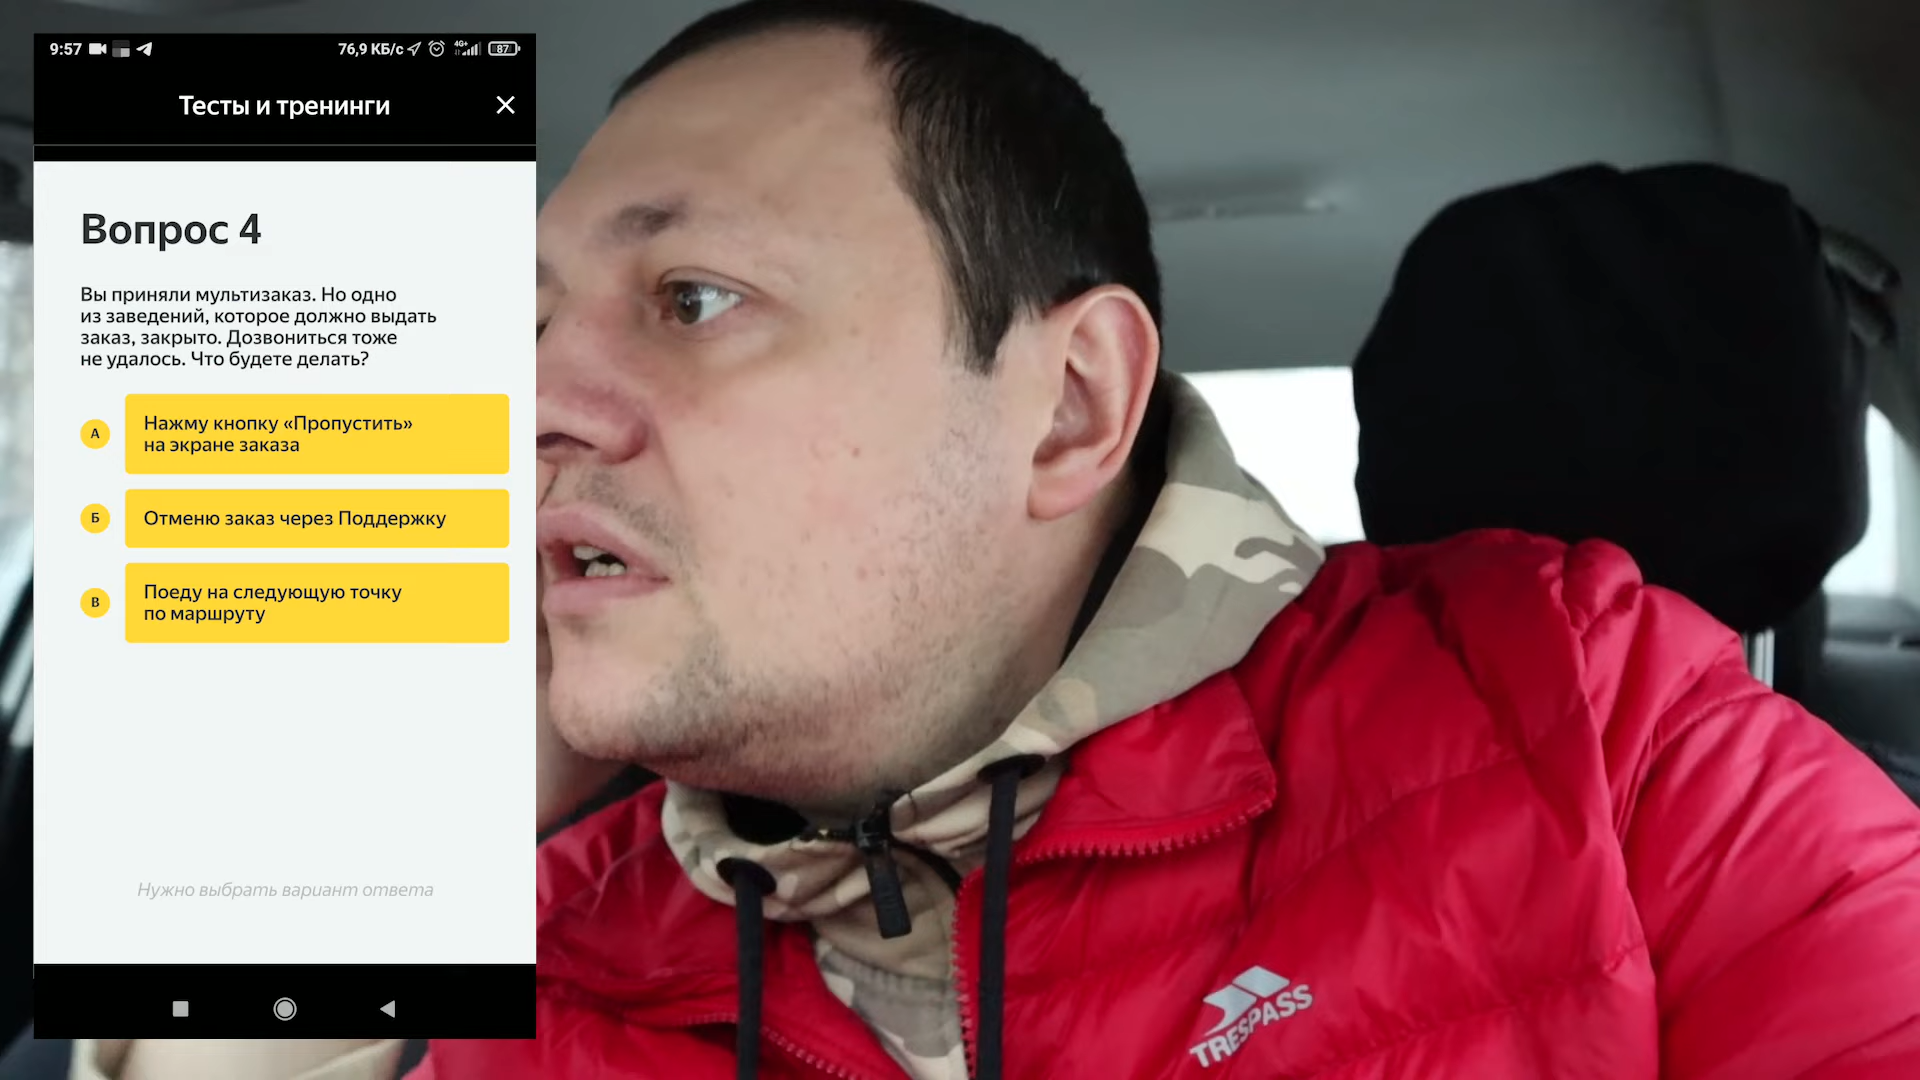 9:57
76,9 КБ/с
4G+
87
Тесты и тренинги
Вопрос 4
Вы приняли мультизаказ. Но одно
из заведений, которое должно выдать
заказ, закрыто. Дозвониться тоже
не удалось. Что будете делать?
А
Нажму кнопку «Пропустить»
на экране заказа
Б
Отменю заказ через Поддержку
В
Поеду на следующую точку
по маршруту
Нужно выбрать вариант ответа
TRESPASS